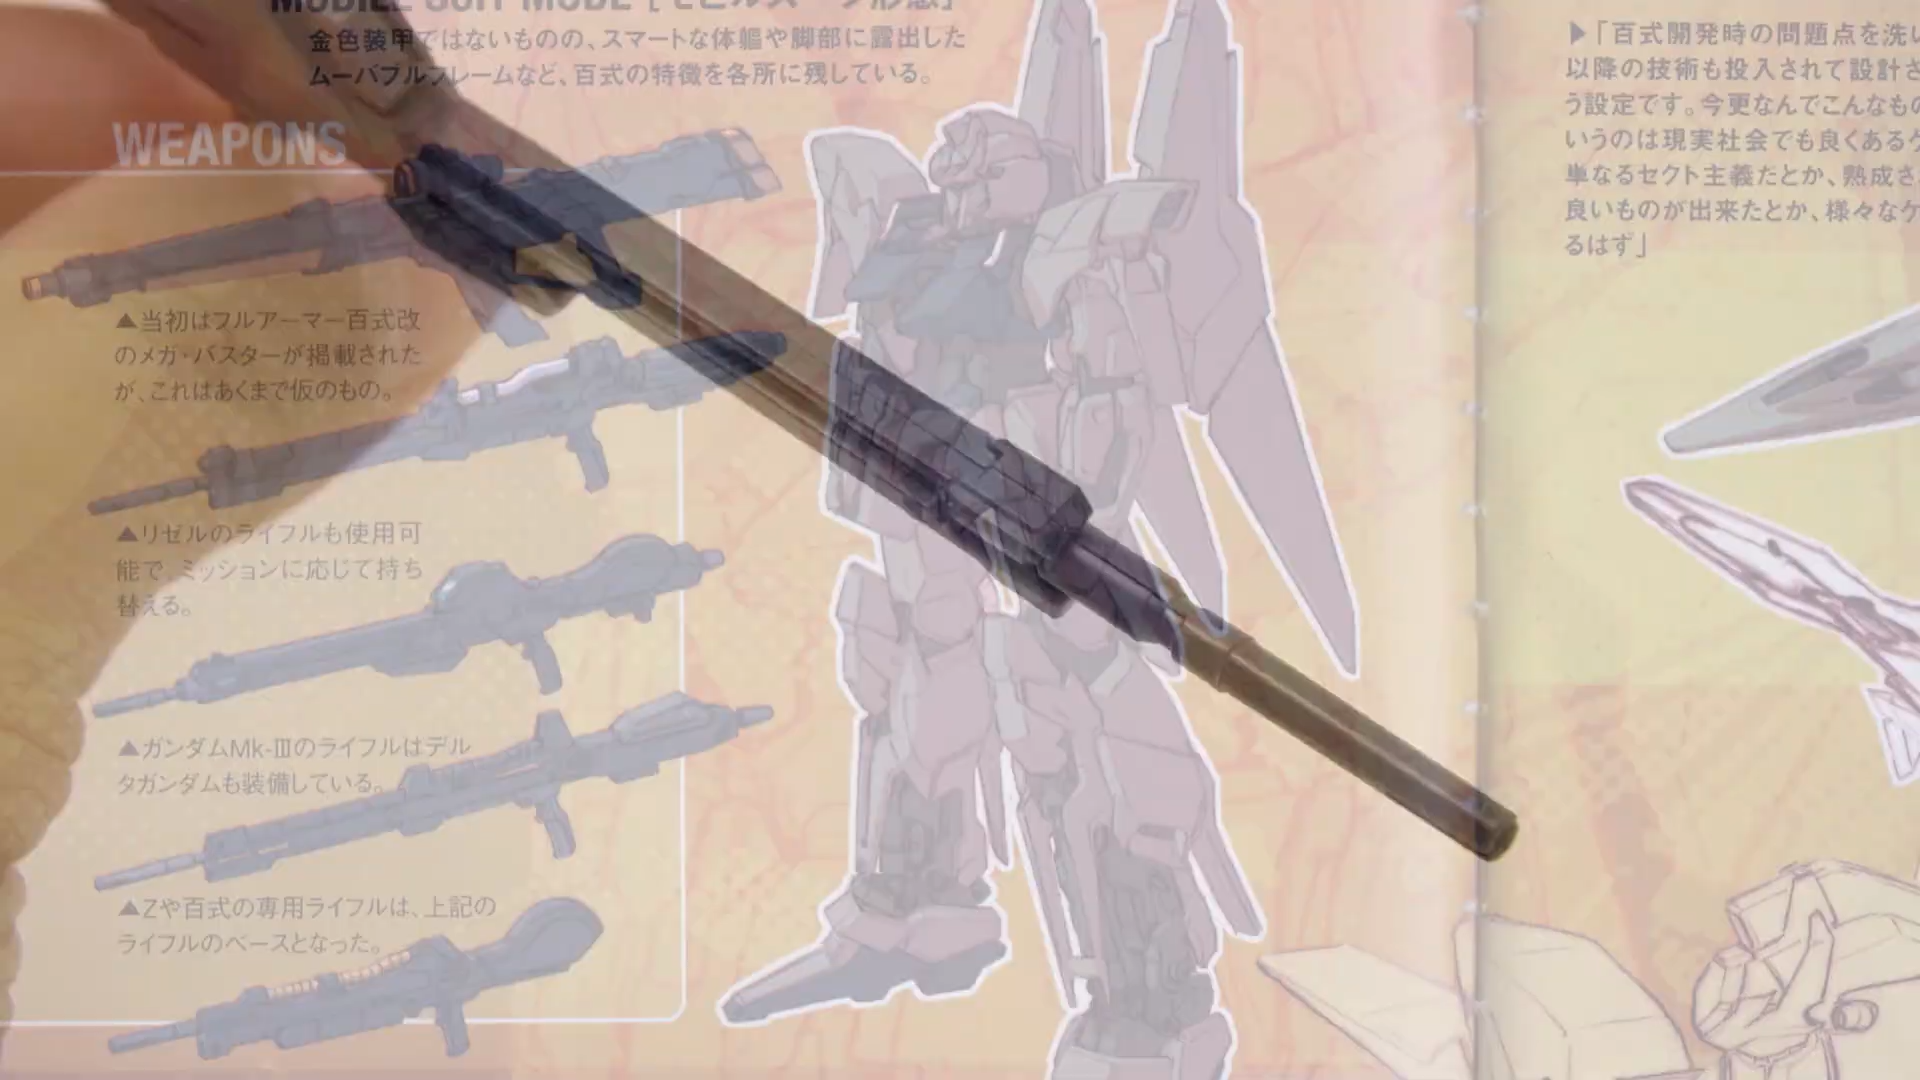 MOBILE SUIT MODE [モビルスーツ形態]
金色装甲ではないものの、スマートな体軀や脚部に露出した
ムーバブルフレームなど、百式の特徴を各所に残している。
WEAPONS
▲当初はフルアーマー百式改
のメガ・バスターが掲載された
が、これはあくまで仮のもの。
▲リゼルのライフルも使用可
能で、ミッションに応じて持ち
替える。
▲ガンダムMk-Ⅲのライフルはデル
タガンダムも装備している。
▲Zや百式の専用ライフルは、上記の
ライフルのベースとなった。
▶「百式開発時の問題点を洗い
以降の技術も投入されて設計さ
う設定です。今更なんでこんなもの
いうのは現実社会でも良くあるケ
単なるセクト主義だとか、熟成さ
良いものが出来たとか、様々なケ
るはず」